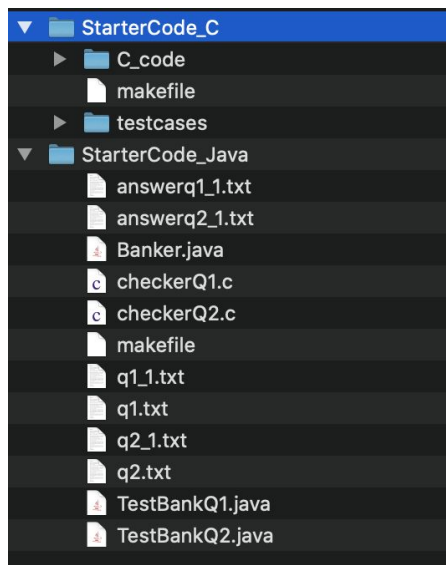 StarterCode_C
C_code
makefile
testcases
StarterCode_Java
answerq1_1.txt
answerq2_1.txt
Banker.java
c checkerQ1.c
c checkerQ2.c
makefile
q1_1.txt
q1.txt
q2_1.txt
q2.txt
TestBankQ1.java
TestBankQ2.java